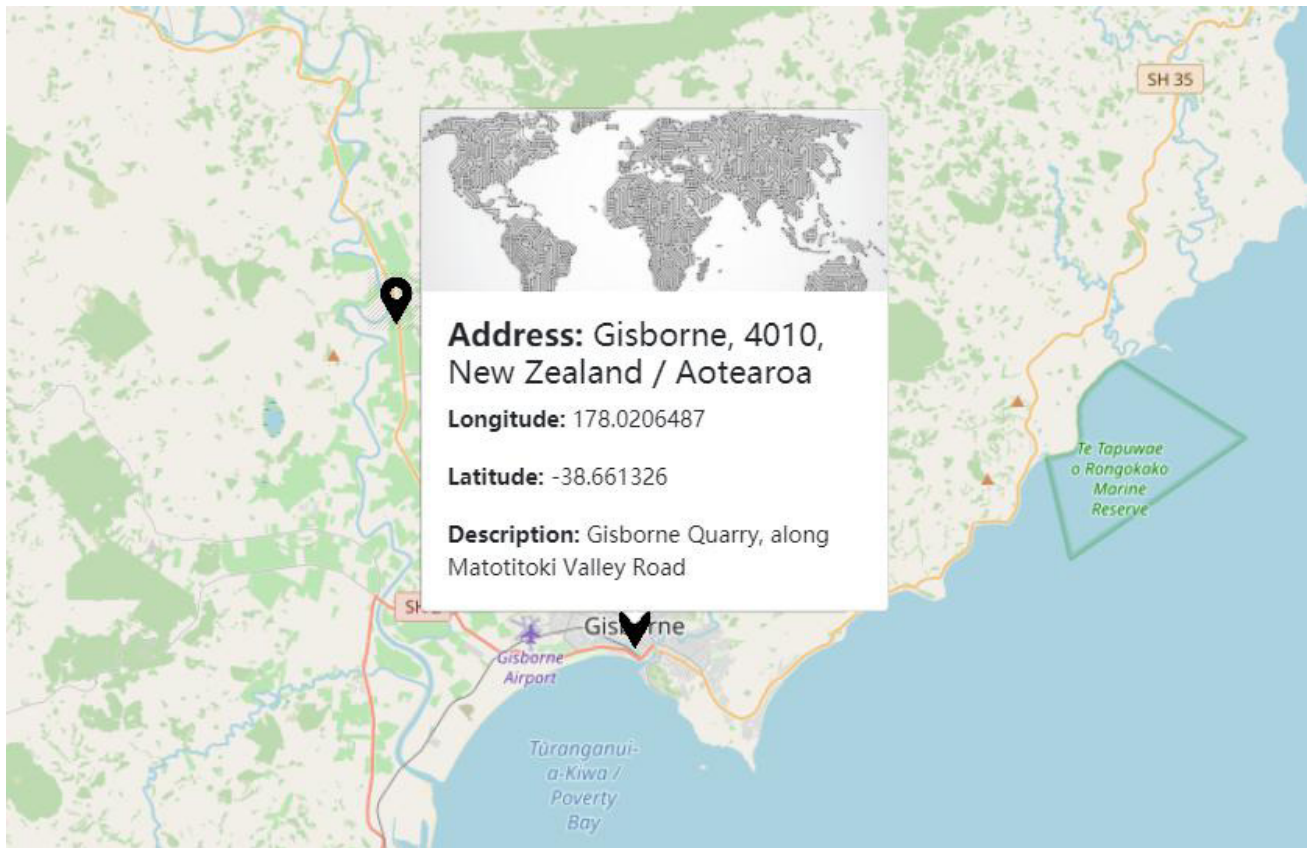 SH 35
Address: Gisborne, 4010,
New Zealand / Aotearoa
Longitude: 178.0206487
Latitude: -38.661326
Description: Gisborne Quarry, along
Matotitoki Valley Road
Te Tapuwae
o Rongokako
Marine
Reserve
Gisborne
Airport
Tūranganui-
a-Kiwa /
Poverty
Bay